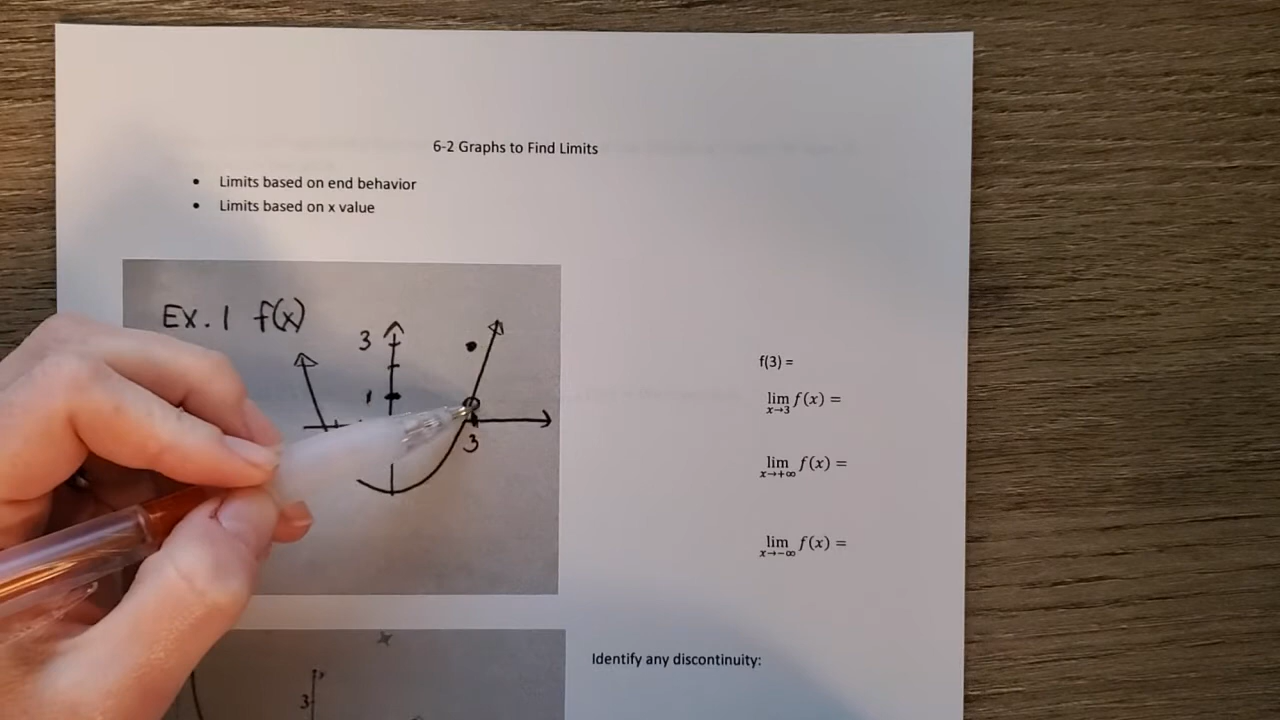 6-2 Graphs to Find Limits
• Limits based on end behavior
• Limits based on x value
Ex. 1 f(x)
3
1
3
f(3) =
lim f(x) =
x→3
lim f(x) =
x→+∞
lim f(x) =
x→-∞
Identify any discontinuity:
3